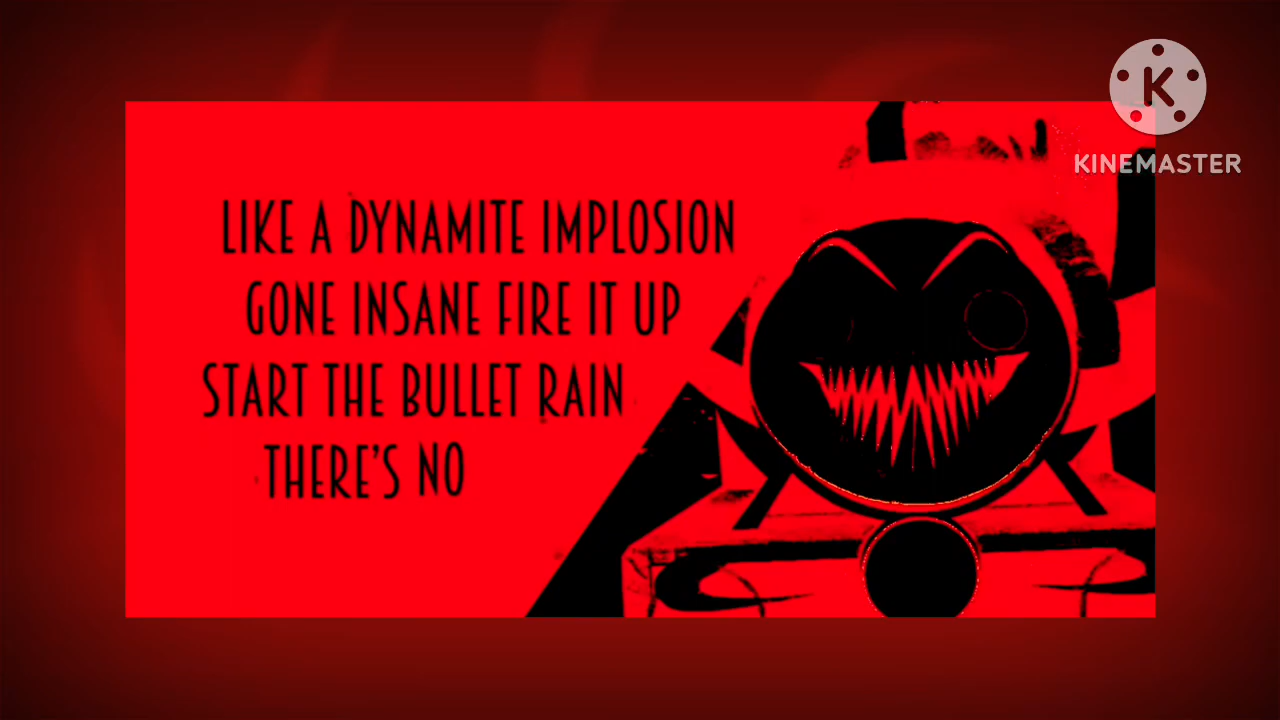 K
KINEMASTER
LIKE A DYNAMITE IMPLOSION
GONE INSANE FIRE IT UP
START THE BULLET RAIN
THERE'S NO